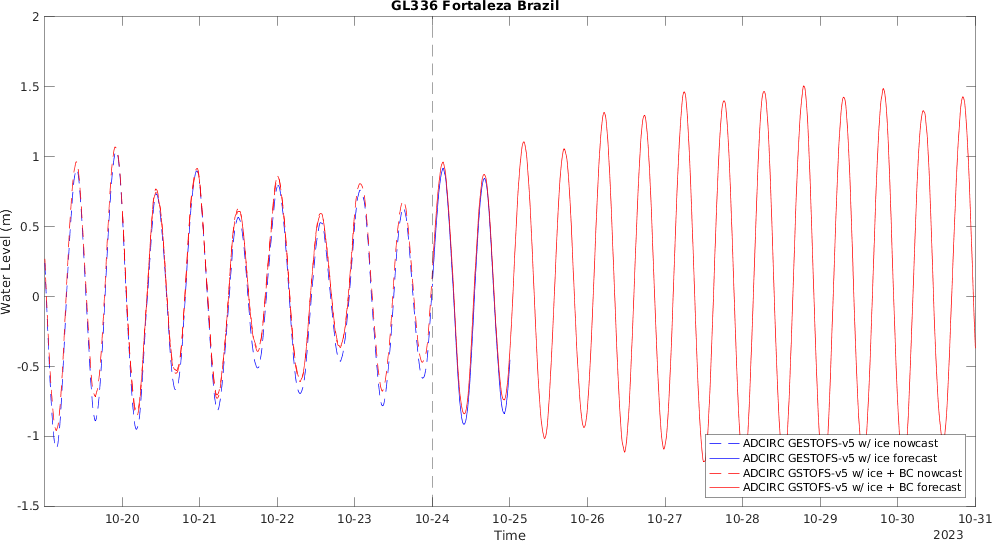 GL336 Fortaleza Brazil
2
1.5
1
0.5
0
-0.5
-1
-1.5
Water Level (m)
ADCIRC GESTOFS-v5 w/ ice nowcast
ADCIRC GESTOFS-v5 w/ ice forecast
ADCIRC GSTOFS-v5 w/ ice + BC nowcast
ADCIRC GSTOFS-v5 w/ ice + BC forecast
10-20 10-21 10-22 10-23 10-24 10-25 10-26 10-27 10-28 10-29 10-30 10-31
Time
2023